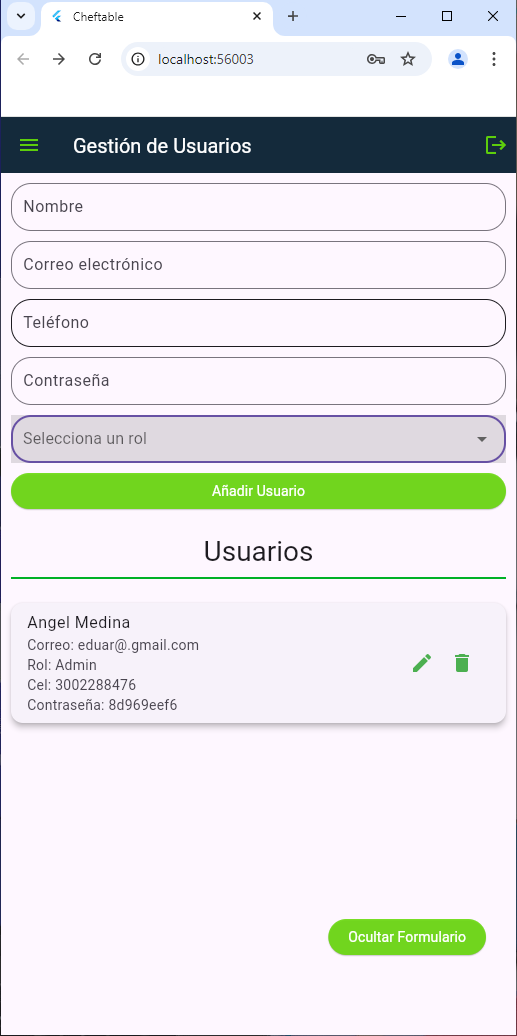 Cheftable
localhost:56003
Gestión de Usuarios
Nombre
Correo electrónico
Teléfono
Contraseña
Selecciona un rol
Añadir Usuario
Usuarios
Angel Medina
Correo: eduar@.gmail.com
Rol: Admin
Cel: 3002288476
Contraseña: 8d969eef6
Ocultar Formulario